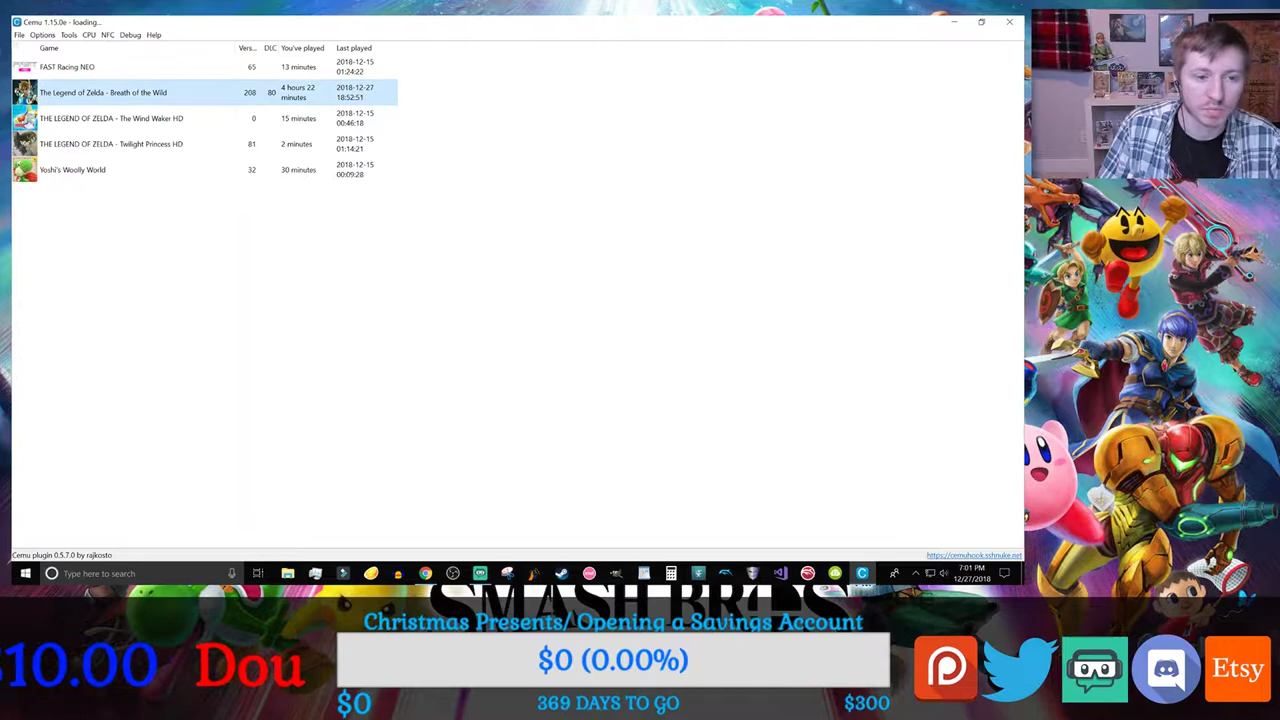 Cemu 1.15.0e - loading...
File Options Tools CPU NFC Debug Help
Game Vers... DLC You've played Last played
FAST Racing NEO 65 13 minutes 2018-12-15 01:24:22
The Legend of Zelda - Breath of the Wild 208 80 4 hours 22 minutes 2018-12-27 18:52:51
THE LEGEND OF ZELDA - The Wind Waker HD 0 15 minutes 2018-12-15 00:46:18
THE LEGEND OF ZELDA - Twilight Princess HD 81 2 minutes 2018-12-15 01:14:21
Yoshi's Woolly World 32 30 minutes 2018-12-15 00:09:28
Cemu plugin 0.5.7.0 by rajkosto
https://cemuhook.sshnuke.net
Type here to search
7:01 PM
12/27/2018
SMASH BROS
Christmas Presents/ Opening a Savings Account
10.00 Dou
$0 (0.00%)
$0 369 DAYS TO GO $300
Etsy